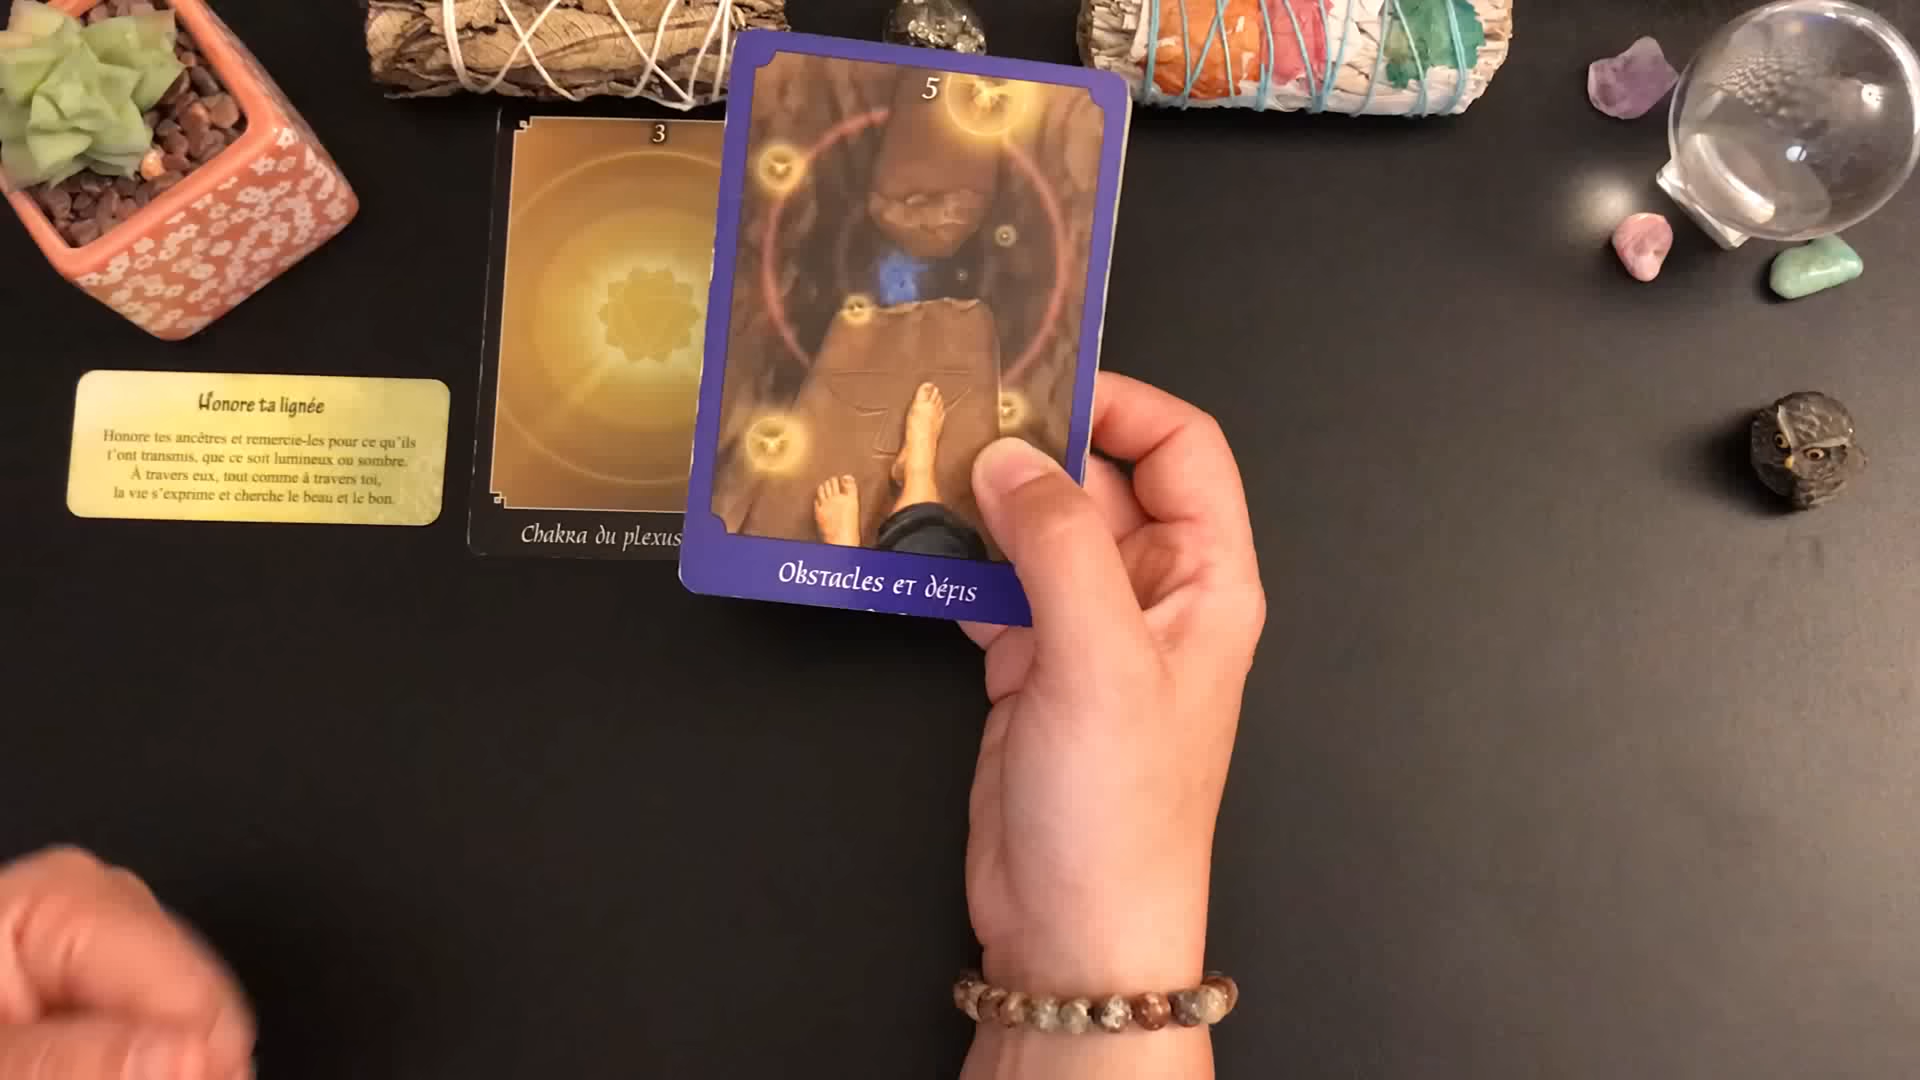 Honore ta lignée
Honore tes ancêtres et remercie-les pour ce qu'ils
t'ont transmis, que ce soit lumineux ou sombre.
À travers eux, tout comme à travers toi,
la vie s'exprime et cherche le beau et le bon.
3
Chakra du plexus
5
Obstacles et défis